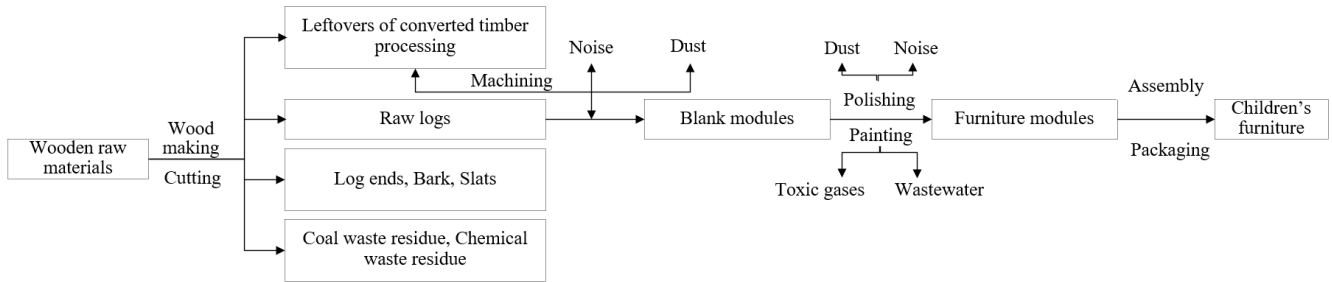 Leftovers of converted timber
processing
Noise
Dust
Dust
Noise
Machining
Polishing
Assembly
Wood
making
Raw logs
Blank modules
Furniture modules
Children’s
furniture
Wooden raw
materials
Painting
Packaging
Cutting
Log ends, Bark, Slats
Toxic gases
Wastewater
Coal waste residue, Chemical
waste residue